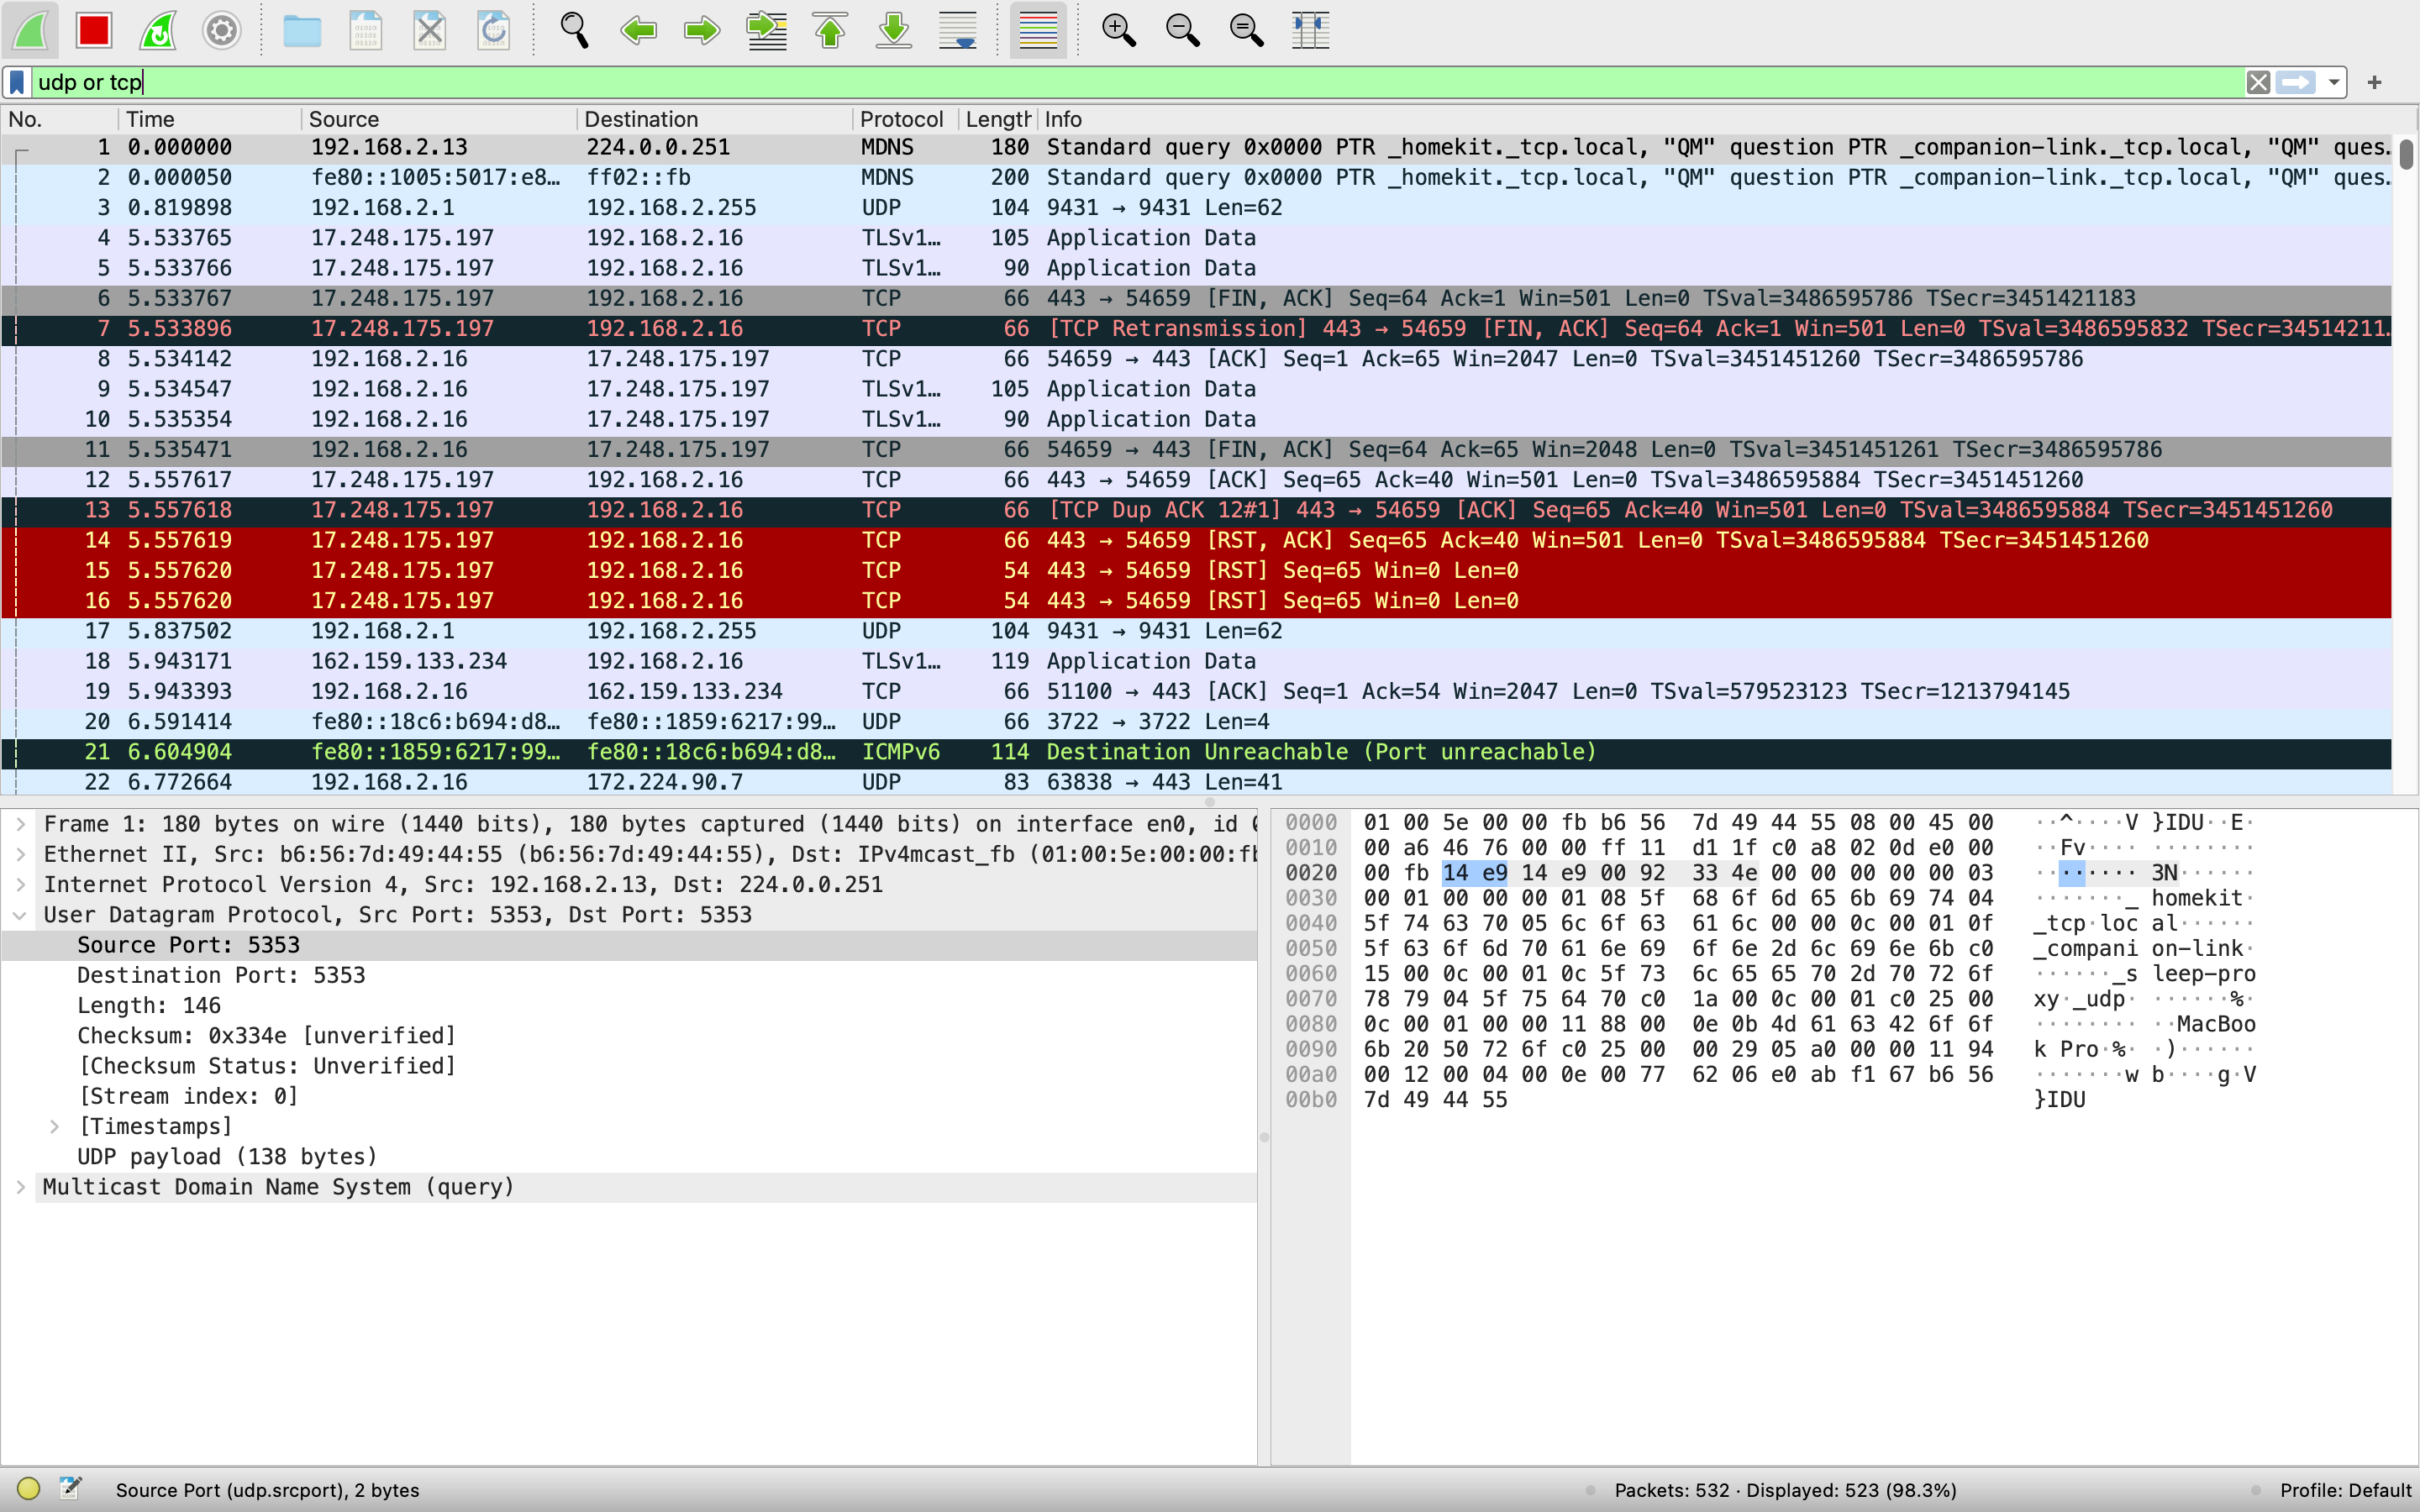 udp or tcp
No. Time Source Destination Protocol Length Info
1 0.000000 192.168.2.13 224.0.0.251 MDNS 180 Standard query 0x0000 PTR _homekit._tcp.local, "QM" question PTR _companion-link._tcp.local, "QM" ques…
2 0.000050 fe80::1005:5017:e8… ff02::fb MDNS 200 Standard query 0x0000 PTR _homekit._tcp.local, "QM" question PTR _companion-link._tcp.local, "QM" ques…
3 0.819898 192.168.2.1 192.168.2.255 UDP 104 9431 → 9431 Len=62
4 5.533765 17.248.175.197 192.168.2.16 TLSv1… 105 Application Data
5 5.533766 17.248.175.197 192.168.2.16 TLSv1… 90 Application Data
6 5.533767 17.248.175.197 192.168.2.16 TCP 66 443 → 54659 [FIN, ACK] Seq=64 Ack=1 Win=501 Len=0 TSval=3486595786 TSecr=3451421183
7 5.533896 17.248.175.197 192.168.2.16 TCP 66 [TCP Retransmission] 443 → 54659 [FIN, ACK] Seq=64 Ack=1 Win=501 Len=0 TSval=3486595832 TSecr=34514211…
8 5.534142 192.168.2.16 17.248.175.197 TCP 66 54659 → 443 [ACK] Seq=1 Ack=65 Win=2047 Len=0 TSval=3451451260 TSecr=3486595786
9 5.534547 192.168.2.16 17.248.175.197 TLSv1… 105 Application Data
10 5.535354 192.168.2.16 17.248.175.197 TLSv1… 90 Application Data
11 5.535471 192.168.2.16 17.248.175.197 TCP 66 54659 → 443 [FIN, ACK] Seq=64 Ack=65 Win=2048 Len=0 TSval=3451451261 TSecr=3486595786
12 5.557617 17.248.175.197 192.168.2.16 TCP 66 443 → 54659 [ACK] Seq=65 Ack=40 Win=501 Len=0 TSval=3486595884 TSecr=3451451260
13 5.557618 17.248.175.197 192.168.2.16 TCP 66 [TCP Dup ACK 12#1] 443 → 54659 [ACK] Seq=65 Ack=40 Win=501 Len=0 TSval=3486595884 TSecr=3451451260
14 5.557619 17.248.175.197 192.168.2.16 TCP 66 443 → 54659 [RST, ACK] Seq=65 Ack=40 Win=501 Len=0 TSval=3486595884 TSecr=3451451260
15 5.557620 17.248.175.197 192.168.2.16 TCP 54 443 → 54659 [RST] Seq=65 Win=0 Len=0
16 5.557620 17.248.175.197 192.168.2.16 TCP 54 443 → 54659 [RST] Seq=65 Win=0 Len=0
17 5.837502 192.168.2.1 192.168.2.255 UDP 104 9431 → 9431 Len=62
18 5.943171 162.159.133.234 192.168.2.16 TLSv1… 119 Application Data
19 5.943393 192.168.2.16 162.159.133.234 TCP 66 51100 → 443 [ACK] Seq=1 Ack=54 Win=2047 Len=0 TSval=579523123 TSecr=1213794145
20 6.591414 fe80::18c6:b694:d8… fe80::1859:6217:99… UDP 66 3722 → 3722 Len=4
21 6.604904 fe80::1859:6217:99… fe80::18c6:b694:d8… ICMPv6 114 Destination Unreachable (Port unreachable)
22 6.772664 192.168.2.16 172.224.90.7 UDP 83 63838 → 443 Len=41
Frame 1: 180 bytes on wire (1440 bits), 180 bytes captured (1440 bits) on interface en0, id
Ethernet II, Src: b6:56:7d:49:44:55 (b6:56:7d:49:44:55), Dst: IPv4mcast_fb (01:00:5e:00:00:fb
Internet Protocol Version 4, Src: 192.168.2.13, Dst: 224.0.0.251
User Datagram Protocol, Src Port: 5353, Dst Port: 5353
Source Port: 5353
Destination Port: 5353
Length: 146
Checksum: 0x334e [unverified]
[Checksum Status: Unverified]
[Stream index: 0]
[Timestamps]
UDP payload (138 bytes)
Multicast Domain Name System (query)
0000 01 00 5e 00 00 fb b6 56 7d 49 44 55 08 00 45 00 ··^····V }IDU··E·
0010 00 a6 46 76 00 00 ff 11 d1 1f c0 a8 02 0d e0 00 ··Fv···· ········
0020 00 fb 14 e9 14 e9 00 92 33 4e 00 00 00 00 00 03 ········ 3N······
0030 00 01 00 00 00 01 08 5f 68 6f 6d 65 6b 69 74 04 ·······_ homekit·
0040 5f 74 63 70 05 6c 6f 63 61 6c 00 00 0c 00 01 0f _tcp·loc al······
0050 5f 63 6f 6d 70 61 6e 69 6f 6e 2d 6c 69 6e 6b c0 _compani on-link·
0060 15 00 0c 00 01 0c 5f 73 6c 65 65 70 2d 70 72 6f ······_s leep-pro
0070 78 79 04 5f 75 64 70 c0 1a 00 0c 00 01 c0 25 00 xy·_udp· ······%·
0080 0c 00 01 00 00 11 88 00 0e 0b 4d 61 63 42 6f 6f ········ ··MacBoo
0090 6b 20 50 72 6f c0 25 00 00 29 05 a0 00 00 11 94 k Pro·%· ·)······
00a0 00 12 00 04 00 0e 00 77 62 06 e0 ab f1 67 b6 56 ·······w b····g·V
00b0 7d 49 44 55 }IDU
Source Port (udp.srcport), 2 bytes
Packets: 532 · Displayed: 523 (98.3%)
Profile: Default